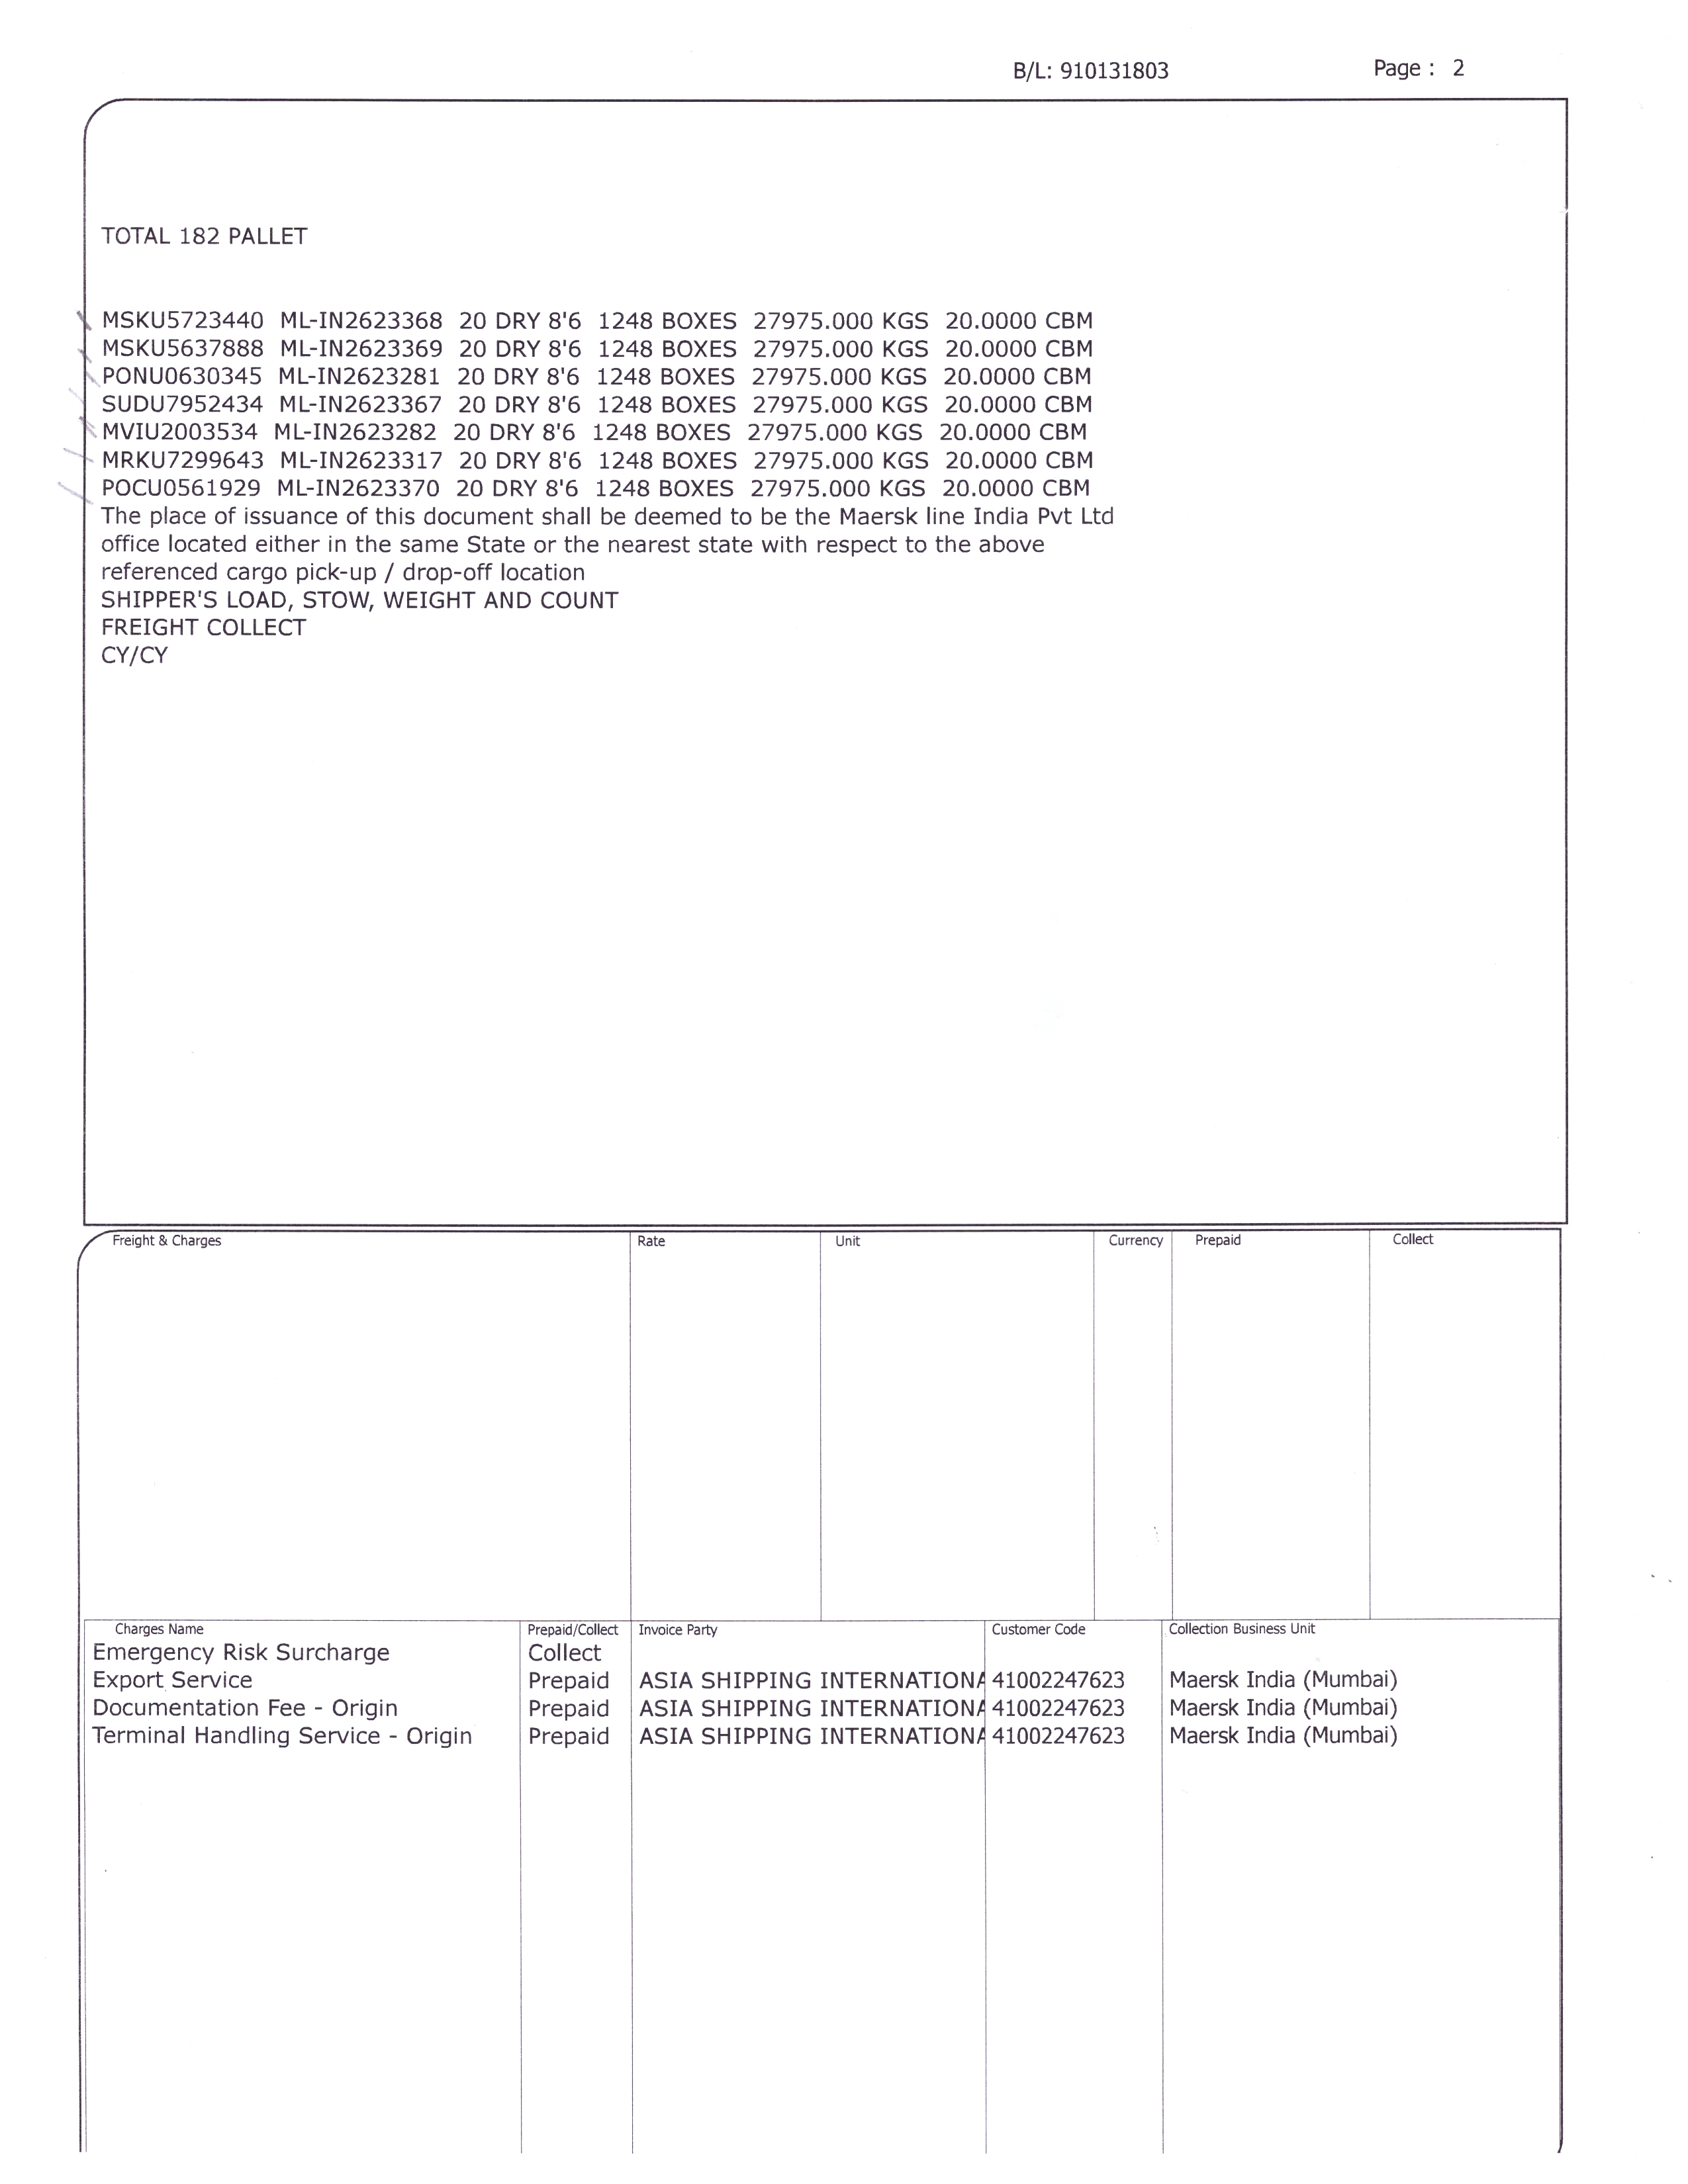 B/L: 910131803 Page : 2
TOTAL 182 PALLET
MSKU5723440 ML-IN2623368 20 DRY 8'6 1248 BOXES 27975.000 KGS 20.0000 CBM
MSKU5637888 ML-IN2623369 20 DRY 8'6 1248 BOXES 27975.000 KGS 20.0000 CBM
PONU0630345 ML-IN2623281 20 DRY 8'6 1248 BOXES 27975.000 KGS 20.0000 CBM
SUDU7952434 ML-IN2623367 20 DRY 8'6 1248 BOXES 27975.000 KGS 20.0000 CBM
MVIU2003534 ML-IN2623282 20 DRY 8'6 1248 BOXES 27975.000 KGS 20.0000 CBM
MRKU7299643 ML-IN2623317 20 DRY 8'6 1248 BOXES 27975.000 KGS 20.0000 CBM
POCU0561929 ML-IN2623370 20 DRY 8'6 1248 BOXES 27975.000 KGS 20.0000 CBM
The place of issuance of this document shall be deemed to be the Maersk line India Pvt Ltd
office located either in the same State or the nearest state with respect to the above
referenced cargo pick-up / drop-off location
SHIPPER'S LOAD, STOW, WEIGHT AND COUNT
FREIGHT COLLECT
CY/CY
Freight & Charges Rate Unit Currency Prepaid Collect
Charges Name Prepaid/Collect Invoice Party Customer Code Collection Business Unit
Emergency Risk Surcharge Collect
Export Service Prepaid ASIA SHIPPING INTERNATIONA 41002247623 Maersk India (Mumbai)
Documentation Fee - Origin Prepaid ASIA SHIPPING INTERNATIONA 41002247623 Maersk India (Mumbai)
Terminal Handling Service - Origin Prepaid ASIA SHIPPING INTERNATIONA 41002247623 Maersk India (Mumbai)